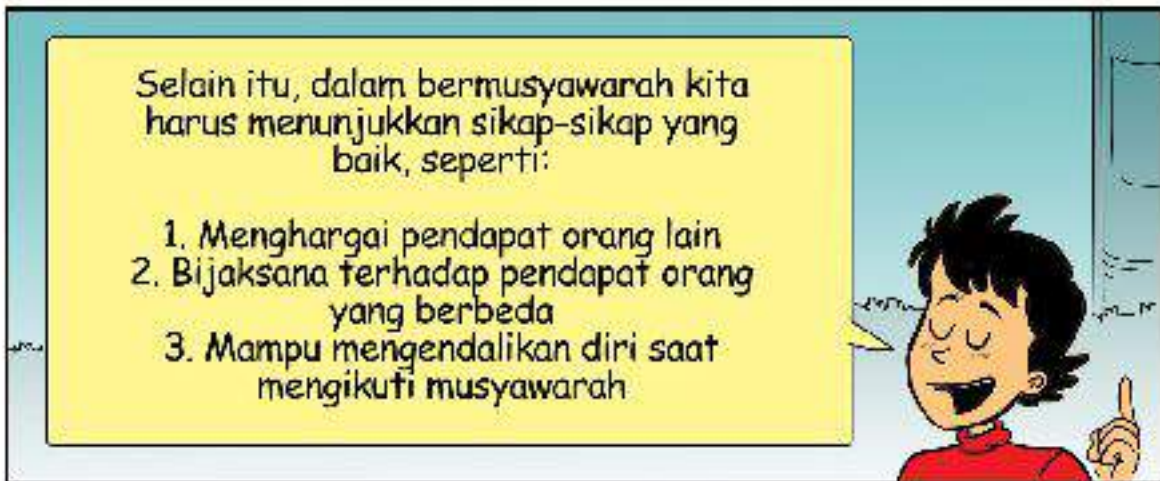 Selain itu, dalam bermusyawarah kita
harus menunjukkan sikap-sikap yang
baik, seperti:
1. Menghargai pendapat orang lain
2. Bijaksana terhadap pendapat orang
yang berbeda
3. Mampu mengendalikan diri saat
mengikuti musyawarah